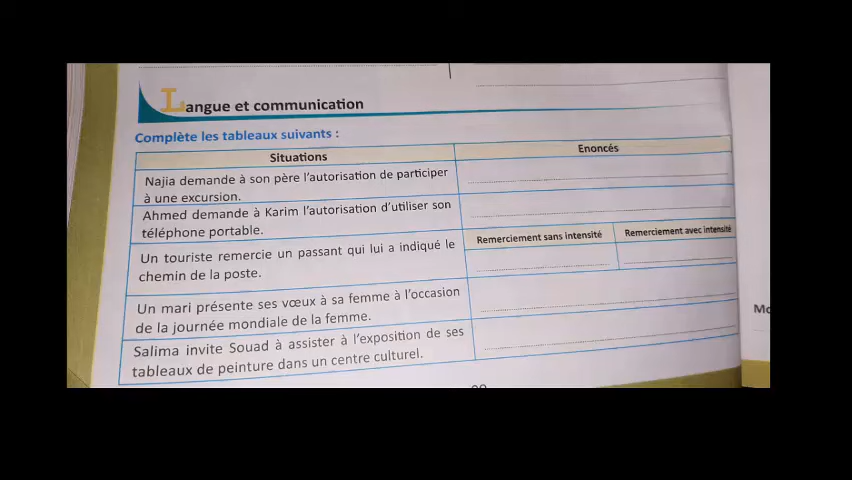 Langue et communication
Complète les tableaux suivants :
Situations
Enoncés
Najia demande à son père l'autorisation de participer
à une excursion.
Ahmed demande à Karim l'autorisation d'utiliser son
téléphone portable.
Un touriste remercie un passant qui lui a indiqué le
chemin de la poste.
Remerciement sans intensité
Remerciement avec intensité
Un mari présente ses vœux à sa femme à l'occasion
de la journée mondiale de la femme.
Salima invite Souad à assister à l'exposition de ses
tableaux de peinture dans un centre culturel.